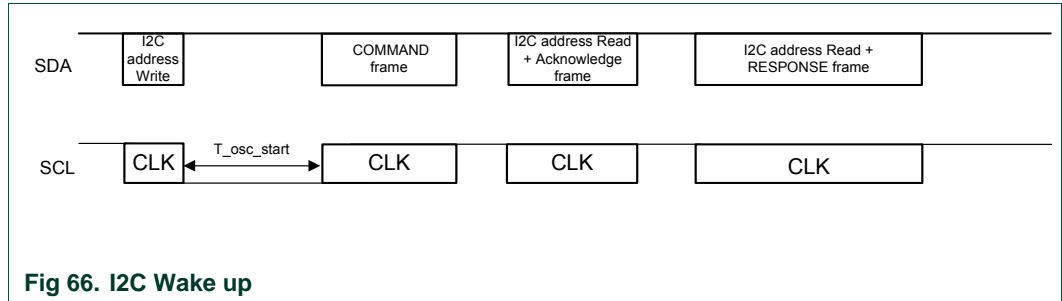 SDA
I2C
address
Write
COMMAND
frame
I2C address Read
+ Acknowledge
frame
I2C address Read +
RESPONSE frame
SCL
CLK
T_osc_start
CLK
CLK
CLK
Fig 66. I2C Wake up